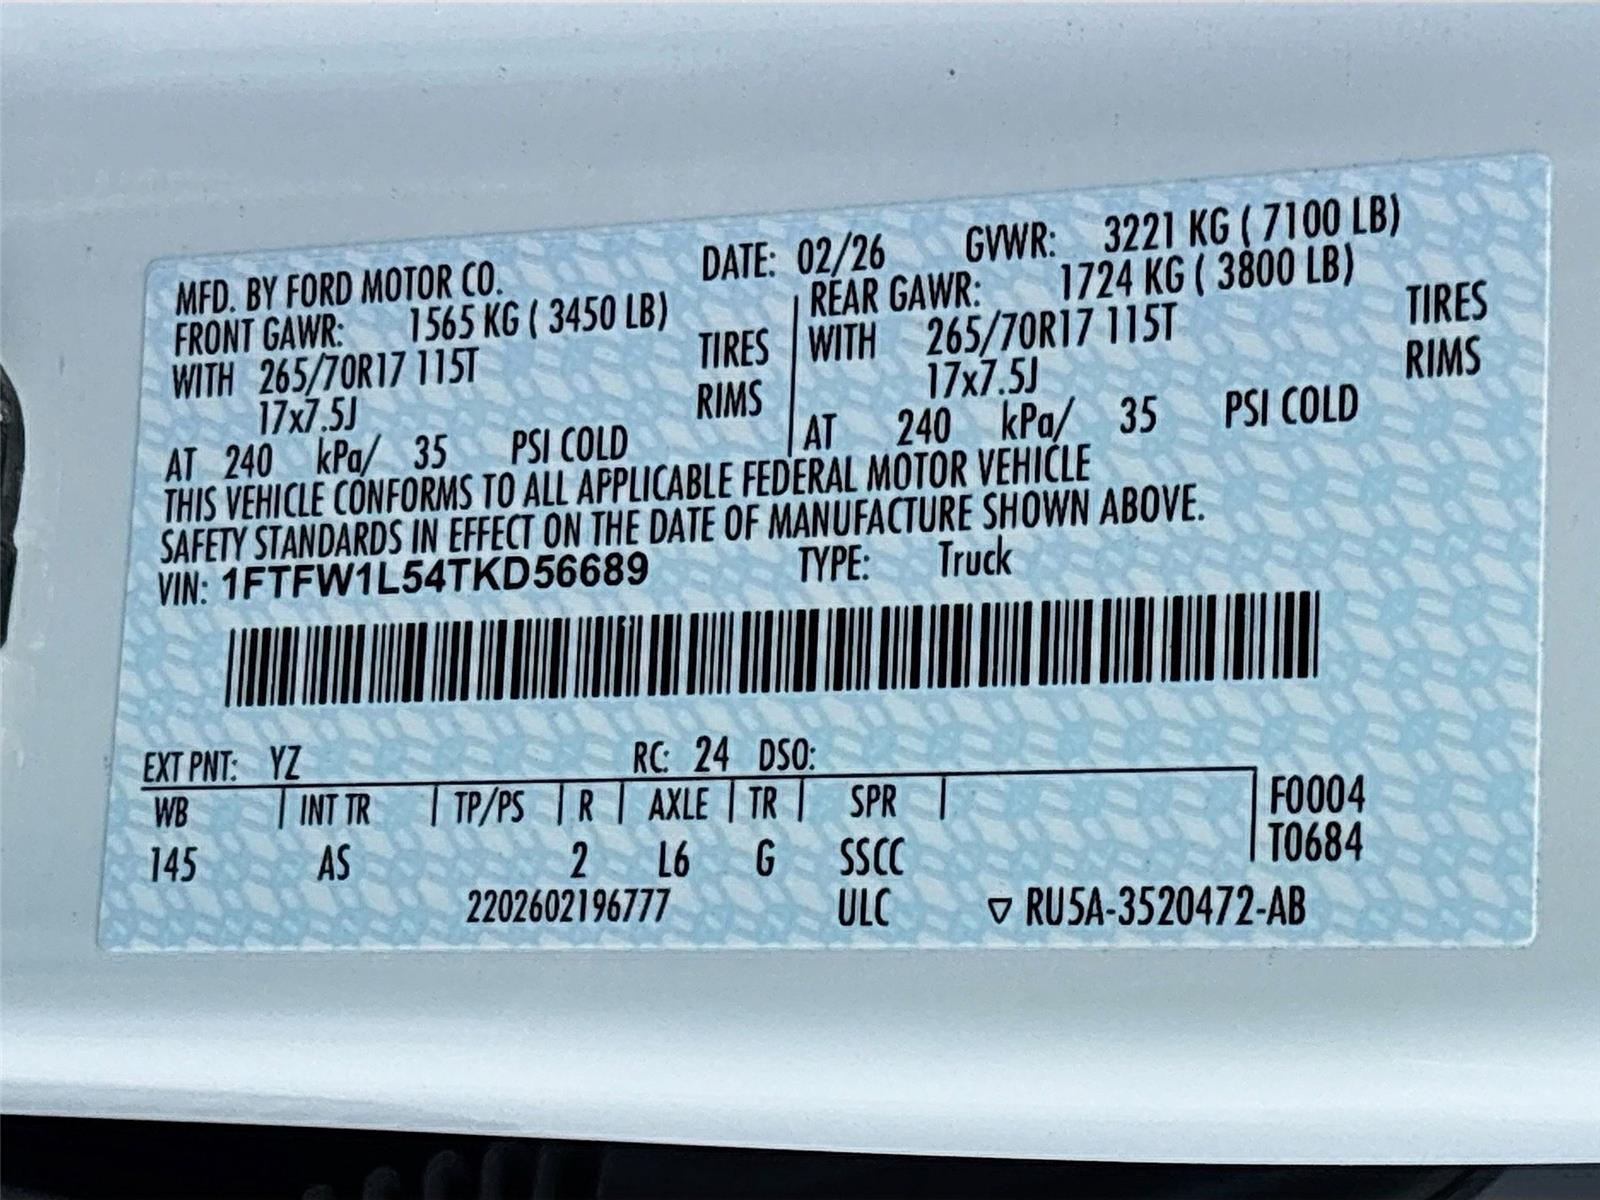 MFD. BY FORD MOTOR CO. DATE: 02/26 GVWR: 3221 KG ( 7100 LB)
FRONT GAWR: 1565 KG ( 3450 LB) REAR GAWR: 1724 KG ( 3800 LB)
WITH 265/70R17 115T TIRES WITH 265/70R17 115T TIRES
17x7.5J RIMS 17x7.5J RIMS
AT 240 kPa/ 35 PSI COLD AT 240 kPa/ 35 PSI COLD
THIS VEHICLE CONFORMS TO ALL APPLICABLE FEDERAL MOTOR VEHICLE
SAFETY STANDARDS IN EFFECT ON THE DATE OF MANUFACTURE SHOWN ABOVE.
VIN: 1FTFW1L54TKD56689 TYPE: Truck
EXT PNT: YZ RC: 24 DSO:
WB INT TR TP/PS R AXLE TR SPR F0004
145 AS 2 L6 G SSCC T0684
2202602196777 ULC RU5A-3520472-AB